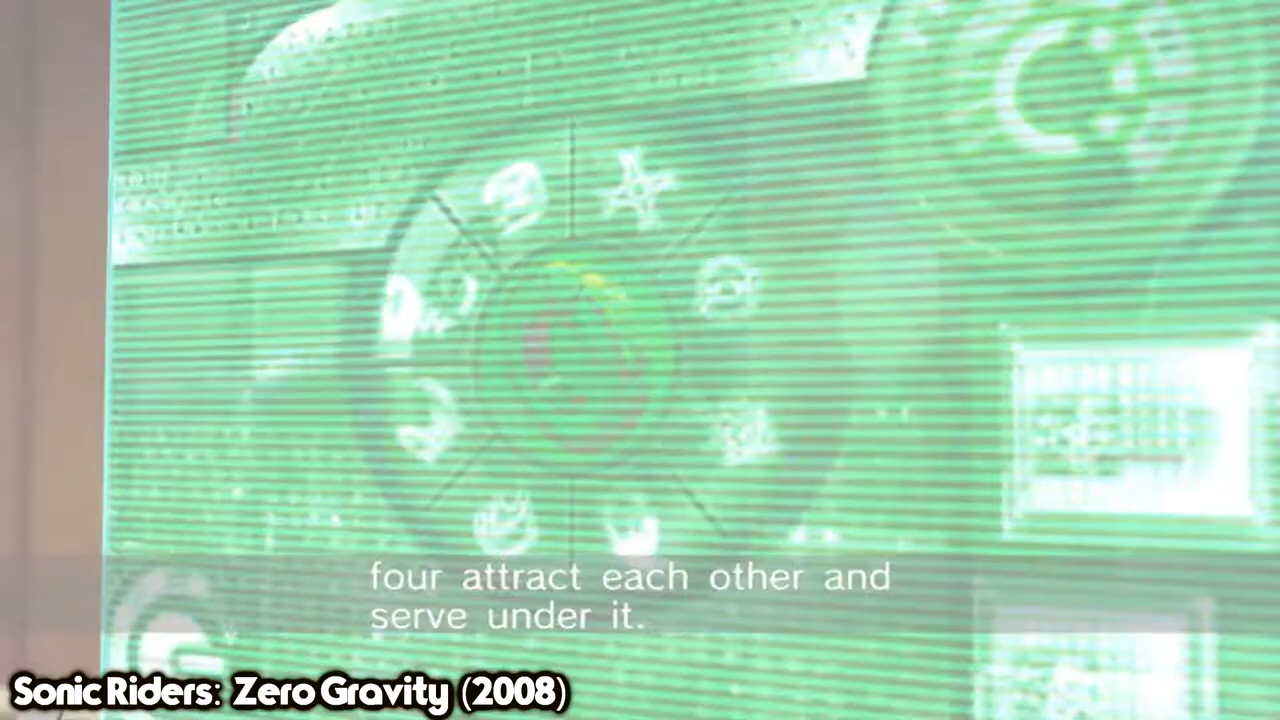 four attract each other and
serve under it.
Sonic Riders: Zero Gravity (2008)